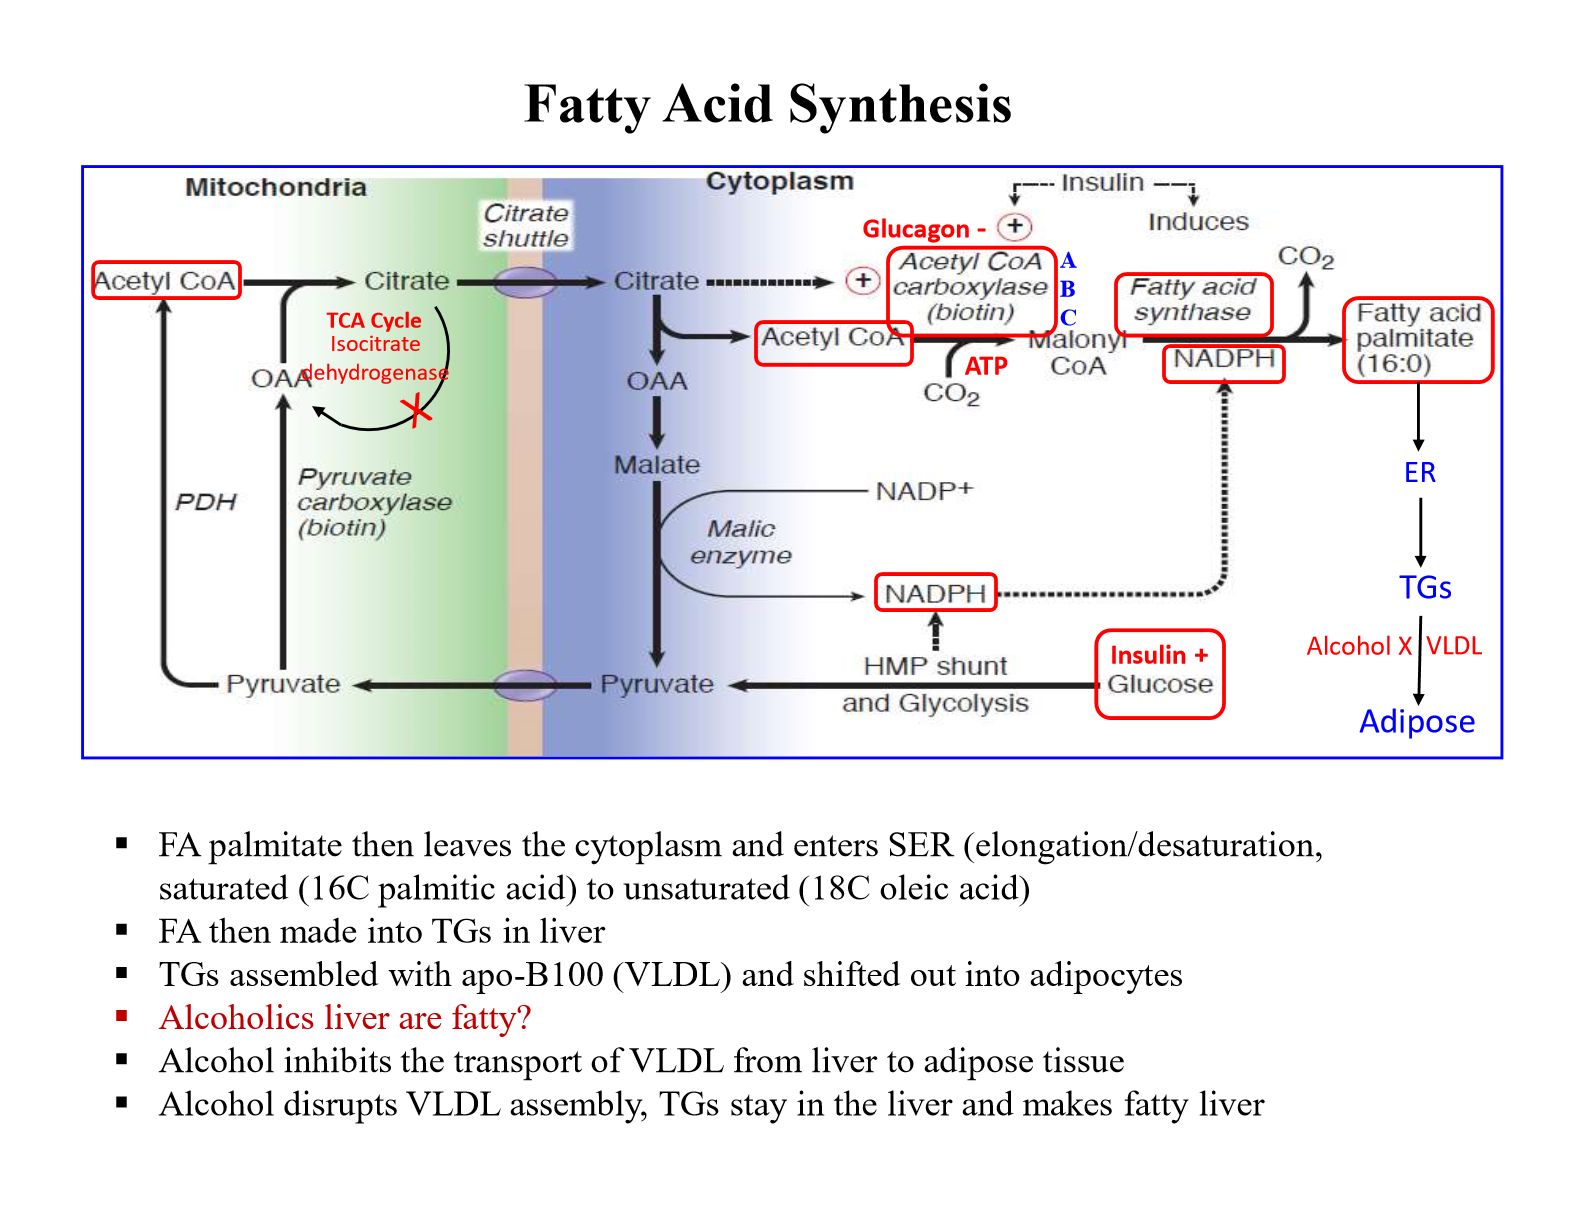 Fatty Acid Synthesis
Mitochondria
Cytoplasm
Insulin
Citrate
shuttle
Glucagon -
+
Induces
Acetyl CoA
Citrate
Citrate
+
Acetyl CoA
carboxylase
(biotin)
A
B
C
Fatty acid
synthase
CO2
TCA Cycle
Isocitrate
dehydrogenase
X
OAA
Acetyl CoA
ATP
CO2
Malonyl
CoA
NADPH
Fatty acid
palmitate
(16:0)
OAA
ER
Malate
PDH
Pyruvate
carboxylase
(biotin)
NADP+
Malic
enzyme
NADPH
TGs
Alcohol X VLDL
Adipose
Pyruvate
Pyruvate
HMP shunt
and Glycolysis
Insulin +
Glucose
▪ FA palmitate then leaves the cytoplasm and enters SER (elongation/desaturation,
saturated (16C palmitic acid) to unsaturated (18C oleic acid)
▪ FA then made into TGs in liver
▪ TGs assembled with apo-B100 (VLDL) and shifted out into adipocytes
▪ Alcoholics liver are fatty?
▪ Alcohol inhibits the transport of VLDL from liver to adipose tissue
▪ Alcohol disrupts VLDL assembly, TGs stay in the liver and makes fatty liver